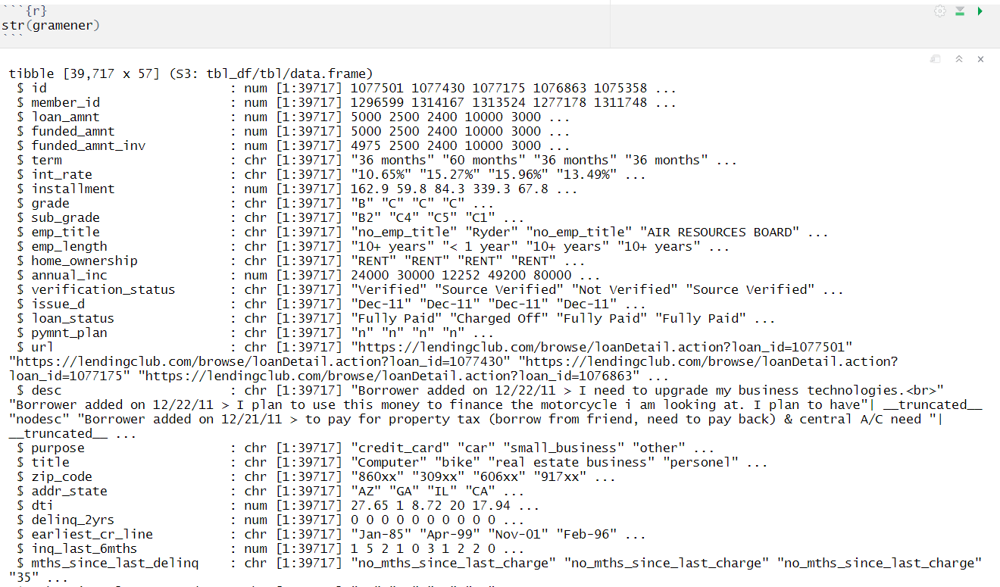 ```{r}
str(gramener)
```
tibble [39,717 x 57] (S3: tbl_df/tbl/data.frame)
 $ id                         : num [1:39717] 1077501 1077430 1077175 1076863 1075358 ...
 $ member_id                  : num [1:39717] 1296599 1314167 1313524 1277178 1311748 ...
 $ loan_amnt                  : num [1:39717] 5000 2500 2400 10000 3000 ...
 $ funded_amnt                : num [1:39717] 5000 2500 2400 10000 3000 ...
 $ funded_amnt_inv            : num [1:39717] 4975 2500 2400 10000 3000 ...
 $ term                       : chr [1:39717] "36 months" "60 months" "36 months" "36 months" ...
 $ int_rate                   : chr [1:39717] "10.65%" "15.27%" "15.96%" "13.49%" ...
 $ installment                : num [1:39717] 162.9 59.8 84.3 339.3 67.8 ...
 $ grade                      : chr [1:39717] "B" "C" "C" "C" ...
 $ sub_grade                  : chr [1:39717] "B2" "C4" "C5" "C1" ...
 $ emp_title                  : chr [1:39717] "no_emp_title" "Ryder" "no_emp_title" "AIR RESOURCES BOARD" ...
 $ emp_length                 : chr [1:39717] "10+ years" "< 1 year" "10+ years" "10+ years" ...
 $ home_ownership             : chr [1:39717] "RENT" "RENT" "RENT" "RENT" ...
 $ annual_inc                 : num [1:39717] 24000 30000 12252 49200 80000 ...
 $ verification_status        : chr [1:39717] "Verified" "Source Verified" "Not Verified" "Source Verified" ...
 $ issue_d                    : chr [1:39717] "Dec-11" "Dec-11" "Dec-11" "Dec-11" ...
 $ loan_status                : chr [1:39717] "Fully Paid" "Charged Off" "Fully Paid" "Fully Paid" ...
 $ pymnt_plan                 : chr [1:39717] "n" "n" "n" "n" ...
 $ url                        : chr [1:39717] "https://lendingclub.com/browse/loanDetail.action?loan_id=1077501"
"https://lendingclub.com/browse/loanDetail.action?loan_id=1077430" "https://lendingclub.com/browse/loanDetail.action?
loan_id=1077175" "https://lendingclub.com/browse/loanDetail.action?loan_id=1076863" ...
 $ desc                       : chr [1:39717] "Borrower added on 12/22/11 > I need to upgrade my business technologies.<br>"
"Borrower added on 12/22/11 > I plan to use this money to finance the motorcycle i am looking at. I plan to have"| __truncated__
"nodesc" "Borrower added on 12/21/11 > to pay for property tax (borrow from friend, need to pay back) & central A/C need "|
__truncated__ ...
 $ purpose                    : chr [1:39717] "credit_card" "car" "small_business" "other" ...
 $ title                      : chr [1:39717] "Computer" "bike" "real estate business" "personel" ...
 $ zip_code                   : chr [1:39717] "860xx" "309xx" "606xx" "917xx" ...
 $ addr_state                 : chr [1:39717] "AZ" "GA" "IL" "CA" ...
 $ dti                        : num [1:39717] 27.65 1 8.72 20 17.94 ...
 $ delinq_2yrs                : num [1:39717] 0 0 0 0 0 0 0 0 0 0 ...
 $ earliest_cr_line           : chr [1:39717] "Jan-85" "Apr-99" "Nov-01" "Feb-96" ...
 $ inq_last_6mths             : num [1:39717] 1 5 2 1 0 3 1 2 2 0 ...
 $ mths_since_last_delinq     : chr [1:39717] "no_mths_since_last_charge" "no_mths_since_last_charge" "no_mths_since_last_charge"
"35" ...